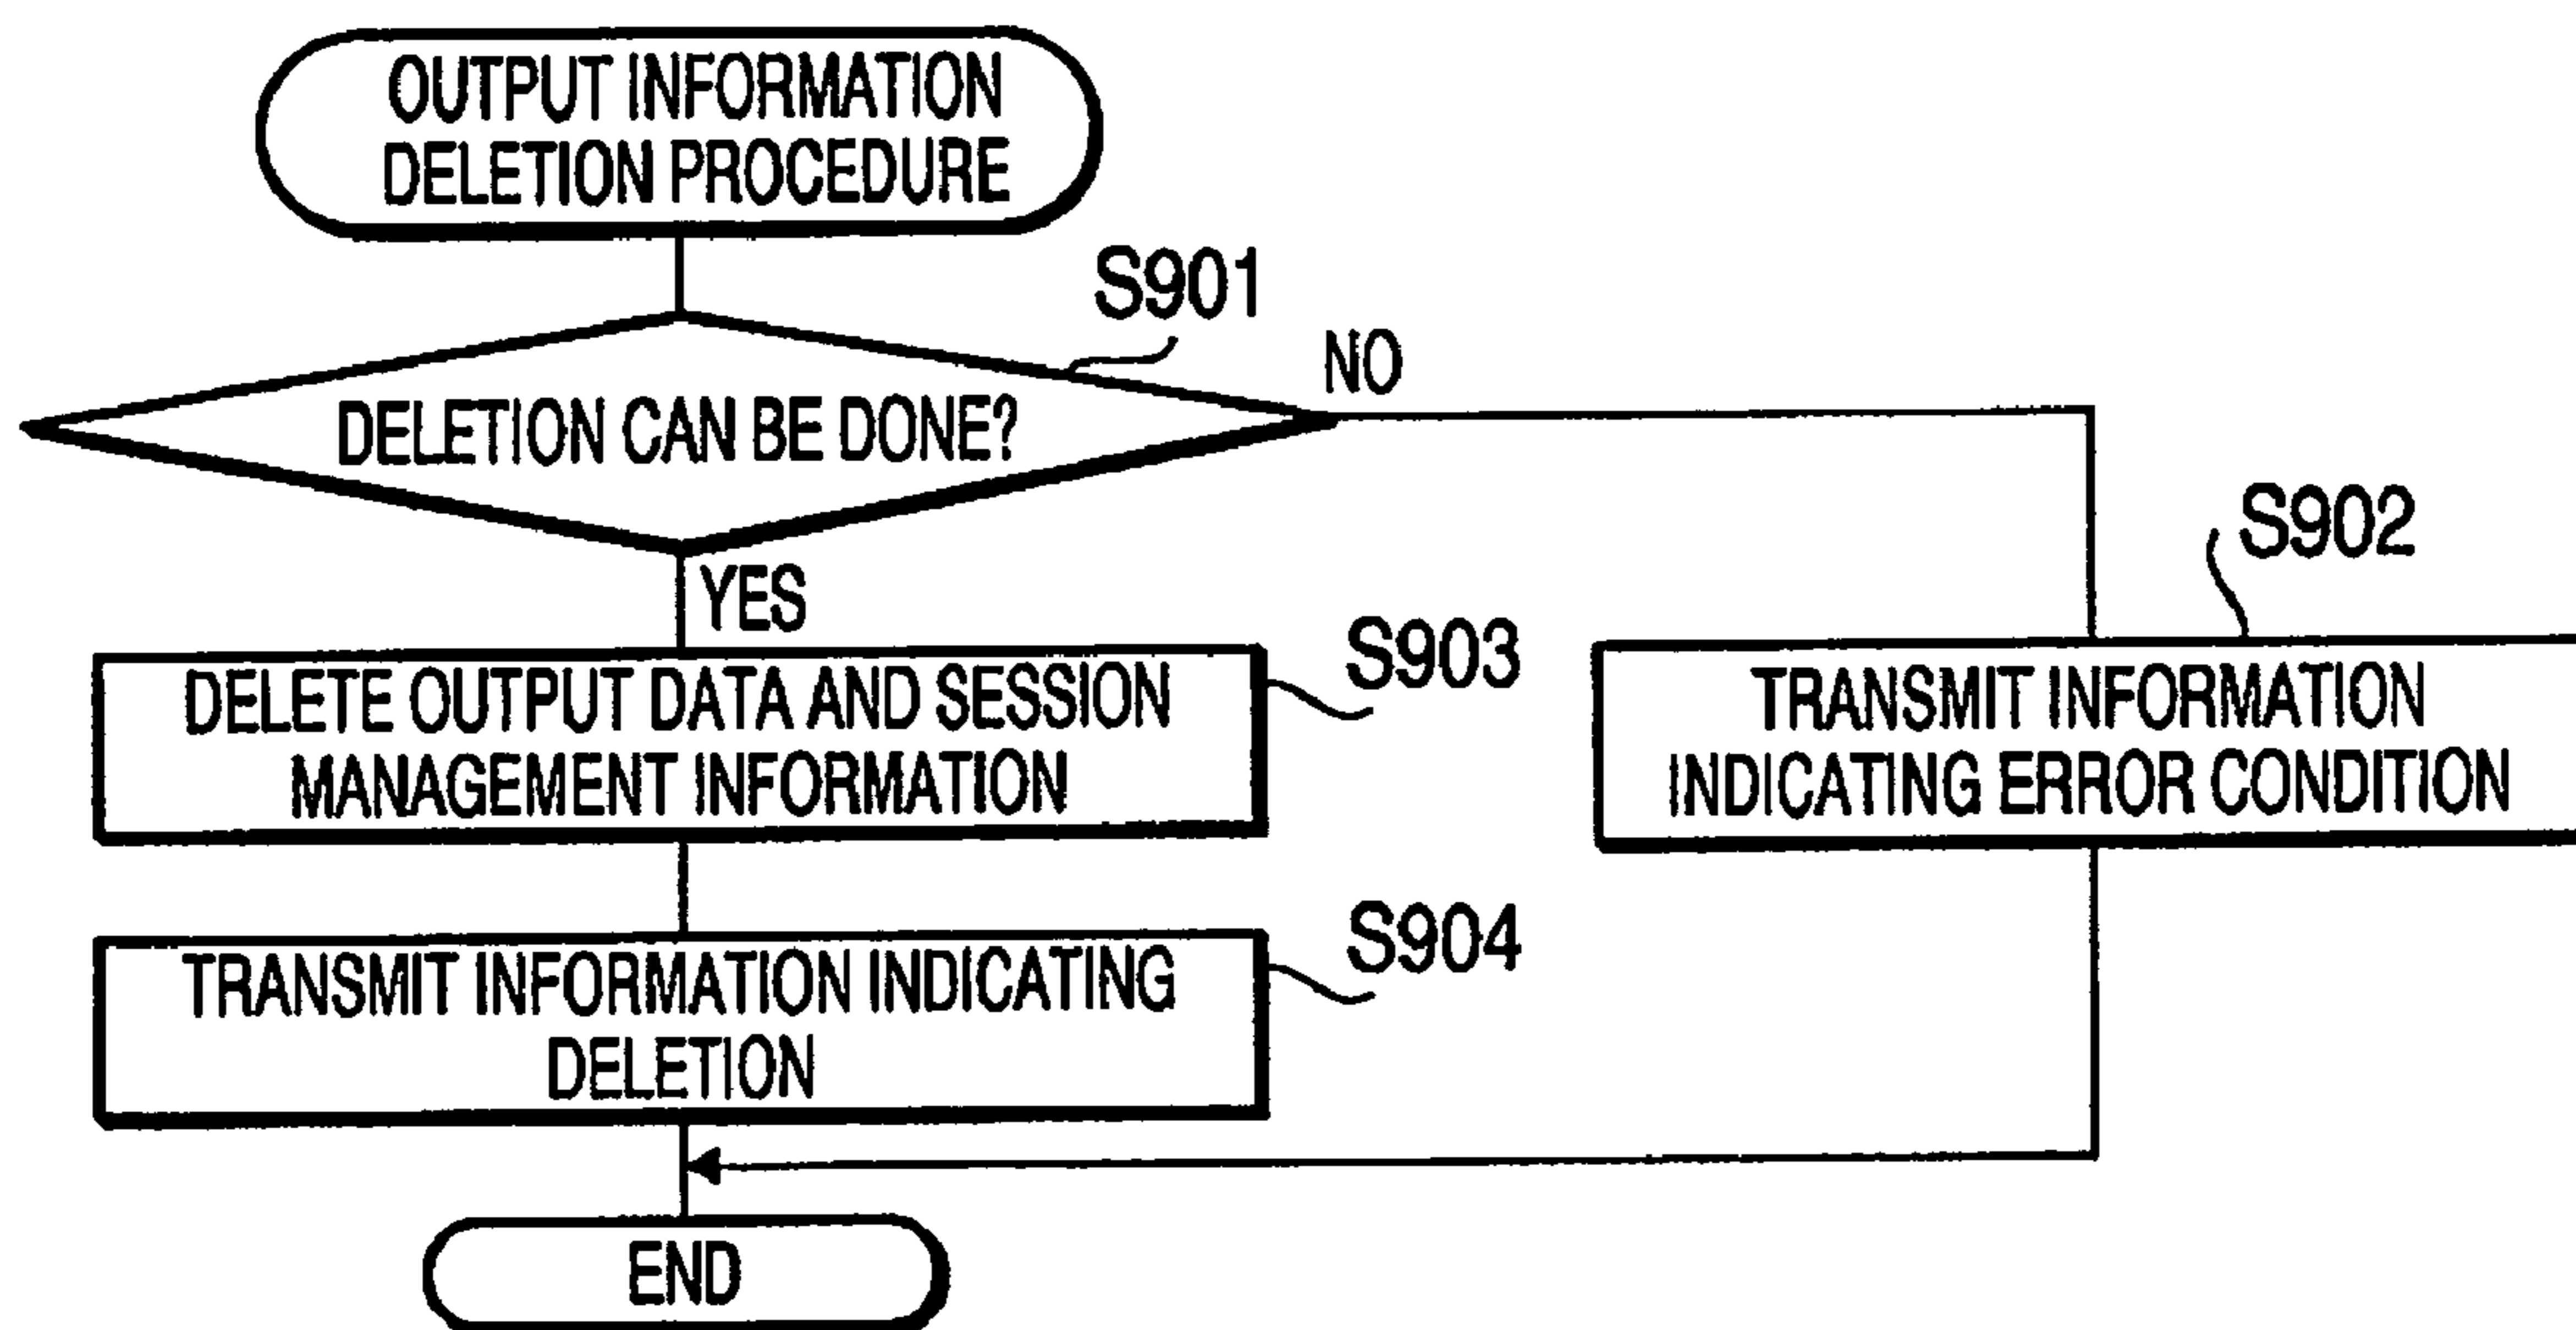 OUTPUT INFORMATION
DELETION PROCEDURE
S901
NO
DELETION CAN BE DONE?
S902
YES
S903
DELETE OUTPUT DATA AND SESSION
MANAGEMENT INFORMATION
TRANSMIT INFORMATION
INDICATING ERROR CONDITION
S904
TRANSMIT INFORMATION INDICATING
DELETION
END